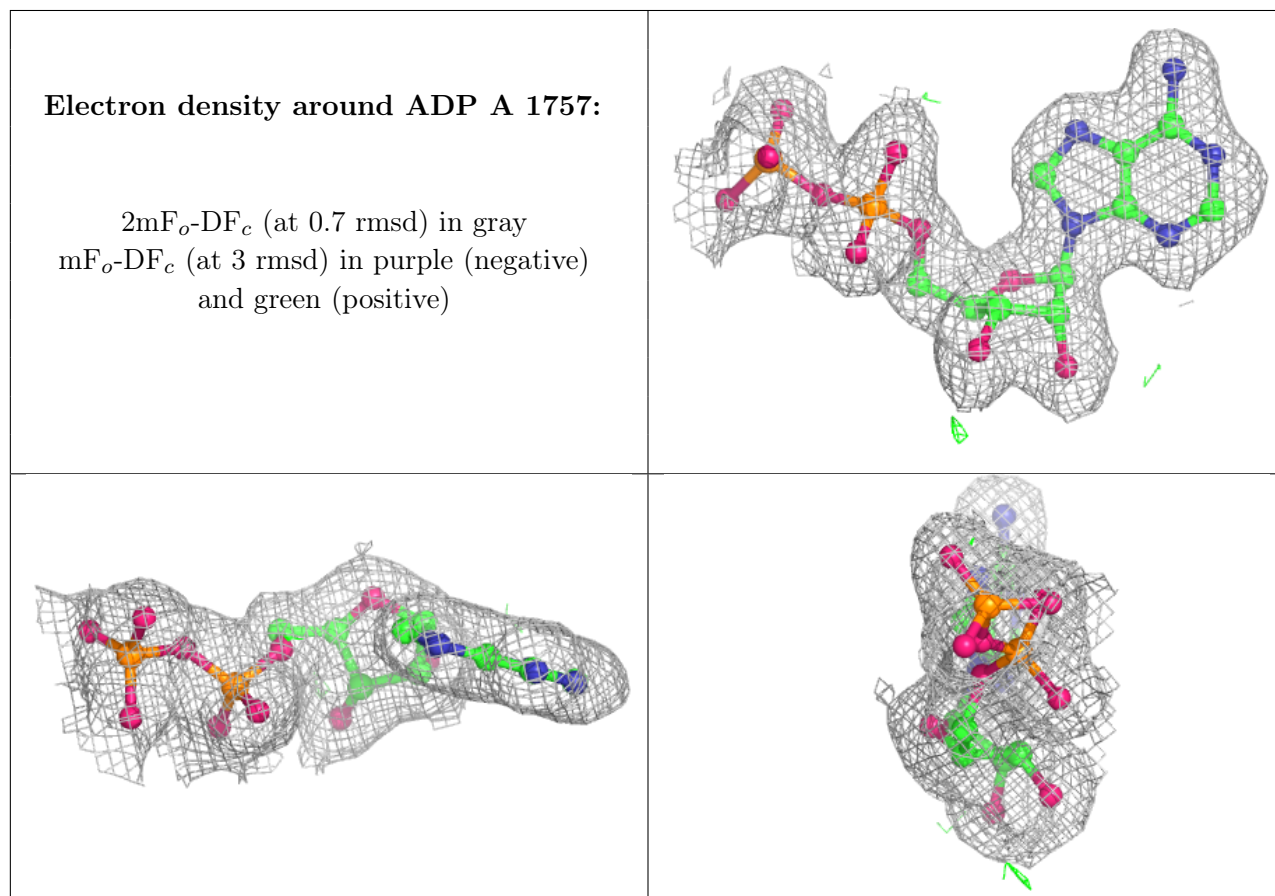 Electron density around ADP A 1757:
2mFo-DFc (at 0.7 rmsd) in gray
mFo-DFc (at 3 rmsd) in purple (negative)
and green (positive)